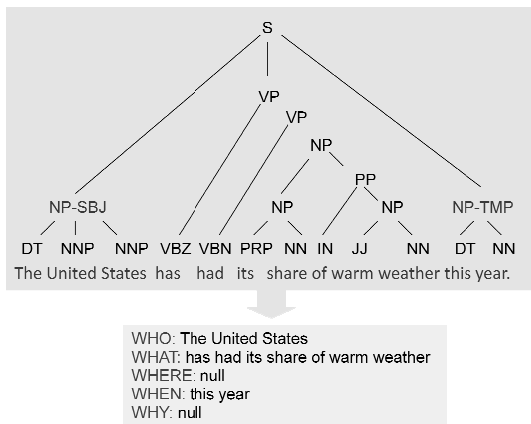 S
VP
VP
NP
PP
NP-SBJ NP NP NP-TMP
DT NNP NNP VBZ VBN PRP NN IN JJ NN DT NN
The United States has had its share of warm weather this year.
WHO: The United States
WHAT: has had its share of warm weather
WHERE: null
WHEN: this year
WHY: null